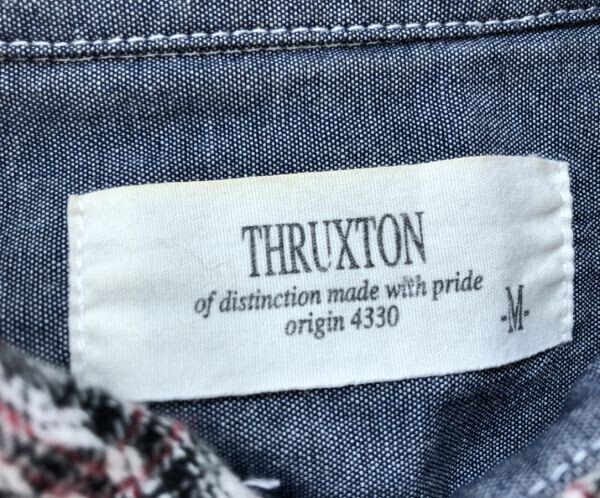 THRUXTON
of distinction made with pride
origin 4330
-M-